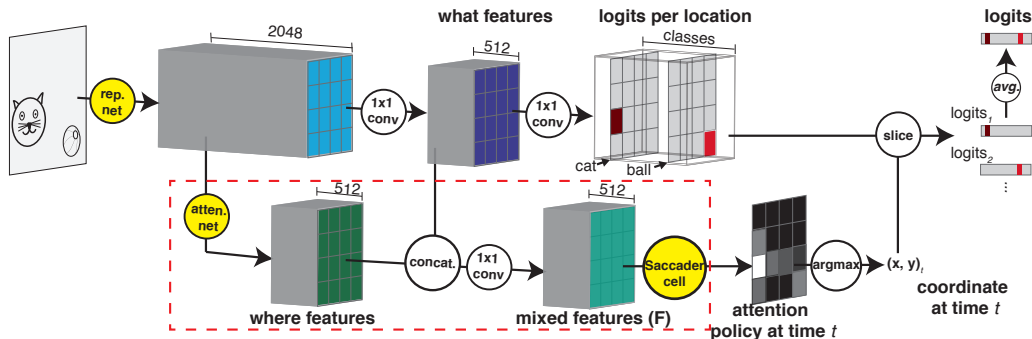 what features
logits per location
logits
2048
512
classes
rep.
net
1x1
conv
1x1
conv
avg.
logits1
slice
cat
ball
logits2
...
512
512
atten.
net
concat.
1x1
conv
Saccader
cell
argmax
(x, y)t
where features
mixed features (F)
attention
policy at time t
coordinate
at time t